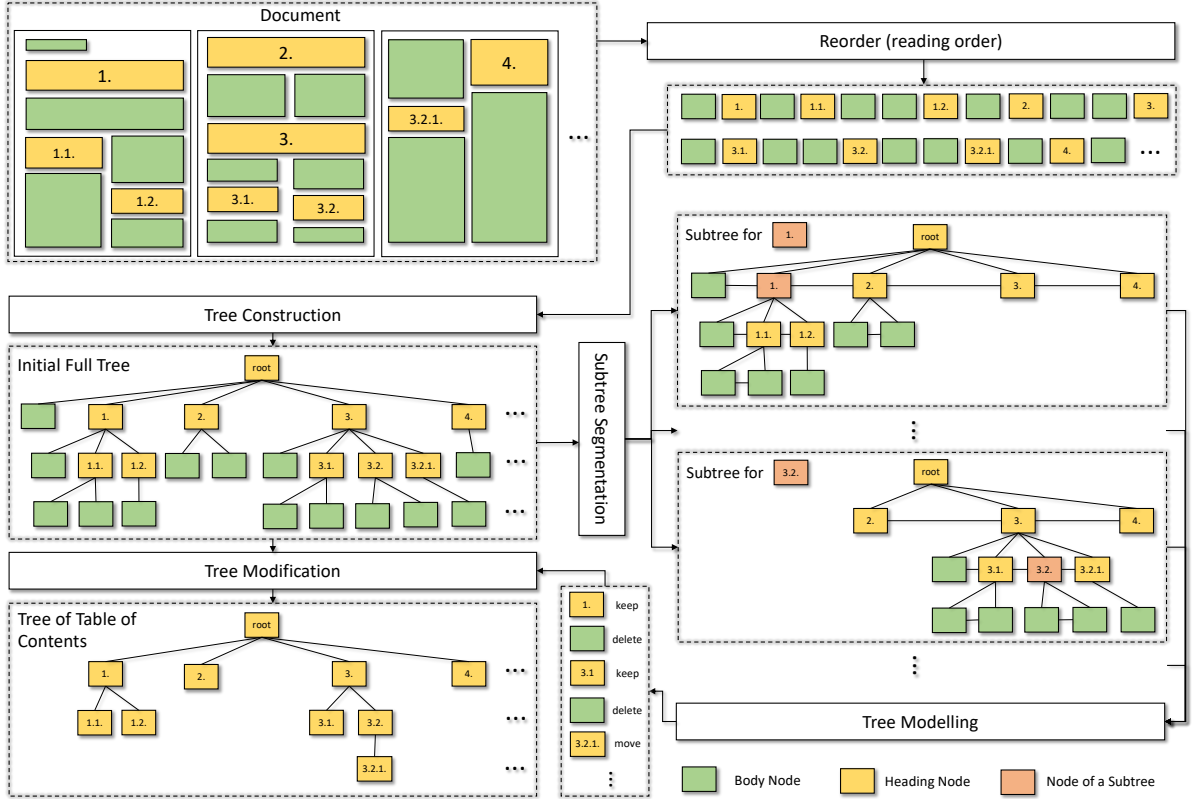 Document
1.
1.1.
1.2.
2.
3.
3.1.
3.2.
4.
3.2.1.
...
Reorder (reading order)
1. 1.1. 1.2. 2. 3.
3.1. 3.2. 3.2.1. 4. ...
Tree Construction
Initial Full Tree
root
1. 2. 3. 4. ...
1.1. 1.2. 3.1. 3.2. 3.2.1. ...
...
Subtree Segmentation
Subtree for 1.
root
1. 2. 3. 4.
1.1. 1.2.
...
Subtree for 3.2.
root
2. 3. 4.
3.1. 3.2. 3.2.1.
...
Tree Modelling
1. keep
delete
3.1 keep
delete
3.2.1. move
...
Tree Modification
Tree of Table of
Contents
root
1. 2. 3. 4. ...
1.1. 1.2. 3.1. 3.2. ...
3.2.1. ...
Body Node
Heading Node
Node of a Subtree